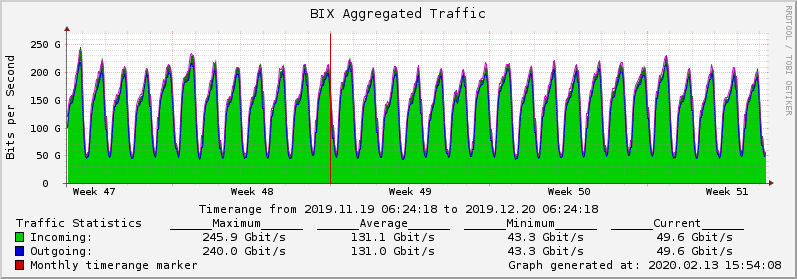 BIX Aggregated Traffic
RRDTOOL / TOBI OETIKER
Bits per Second
250 G
200 G
150 G
100 G
50 G
0
Week 47 Week 48 Week 49 Week 50 Week 51
Timerange from 2019.11.19 06:24:18 to 2019.12.20 06:24:18
Traffic Statistics Maximum Average Minimum Current
Incoming: 245.9 Gbit/s 131.1 Gbit/s 43.3 Gbit/s 49.6 Gbit/s
Outgoing: 240.0 Gbit/s 131.0 Gbit/s 43.3 Gbit/s 49.6 Gbit/s
Monthly timerange marker Graph generated at: 2020.02.13 15:54:08